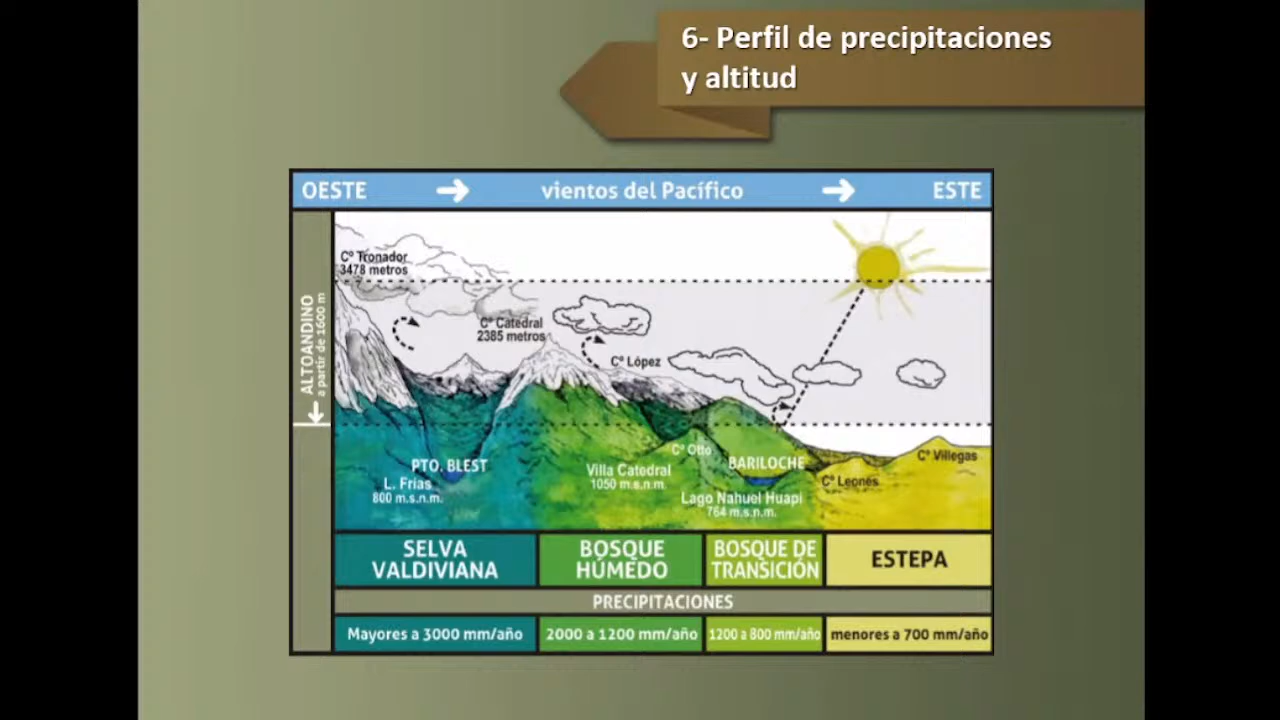 6- Perfil de precipitaciones
y altitud
OESTE → vientos del Pacífico → ESTE
ALTOANDINO
a partir de 1600 m
Cº Tronador
3478 metros
Cº Catedral
2385 metros
Cº López
PTO. BLEST
L. Frías
800 m.s.n.m.
Villa Catedral
1050 m.s.n.m.
Cº Otto
BARILOCHE
Lago Nahuel Huapi
764 m.s.n.m.
Cº Leones
Cº Villegas
SELVA
VALDIVIANA
BOSQUE
HÚMEDO
BOSQUE DE
TRANSICIÓN
ESTEPA
PRECIPITACIONES
Mayores a 3000 mm/año
2000 a 1200 mm/año
1200 a 800 mm/año
menores a 700 mm/año